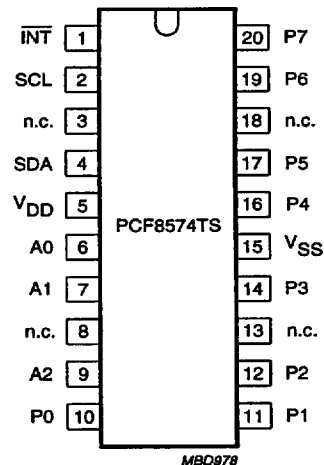 INT 1 20 P7
SCL 2 19 P6
n.c. 3 18 n.c.
SDA 4 17 P5
VDD 5 16 P4
PCF8574TS
A0 6 15 VSS
A1 7 14 P3
n.c. 8 13 n.c.
A2 9 12 P2
P0 10 11 P1
MBD978